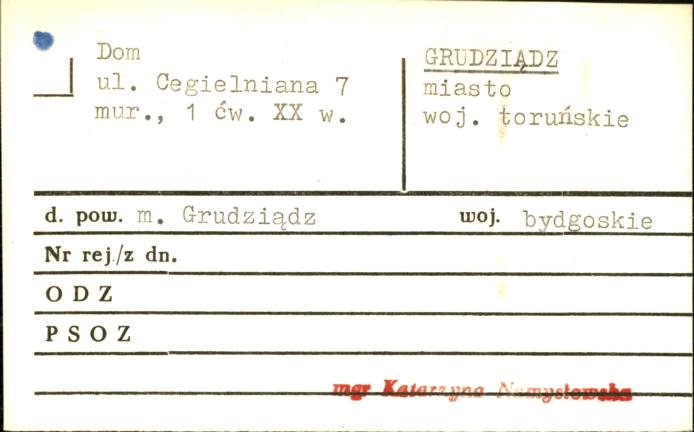 Dom
ul. Cegielniana 7
mur., 1 ćw. XX w.
GRUDZIĄDZ
miasto
woj. toruńskie
d. pow. m. Grudziądz woj. bydgoskie
Nr rej./z dn.
ODZ
PSOZ
mgr Katarzyna Namysłowska